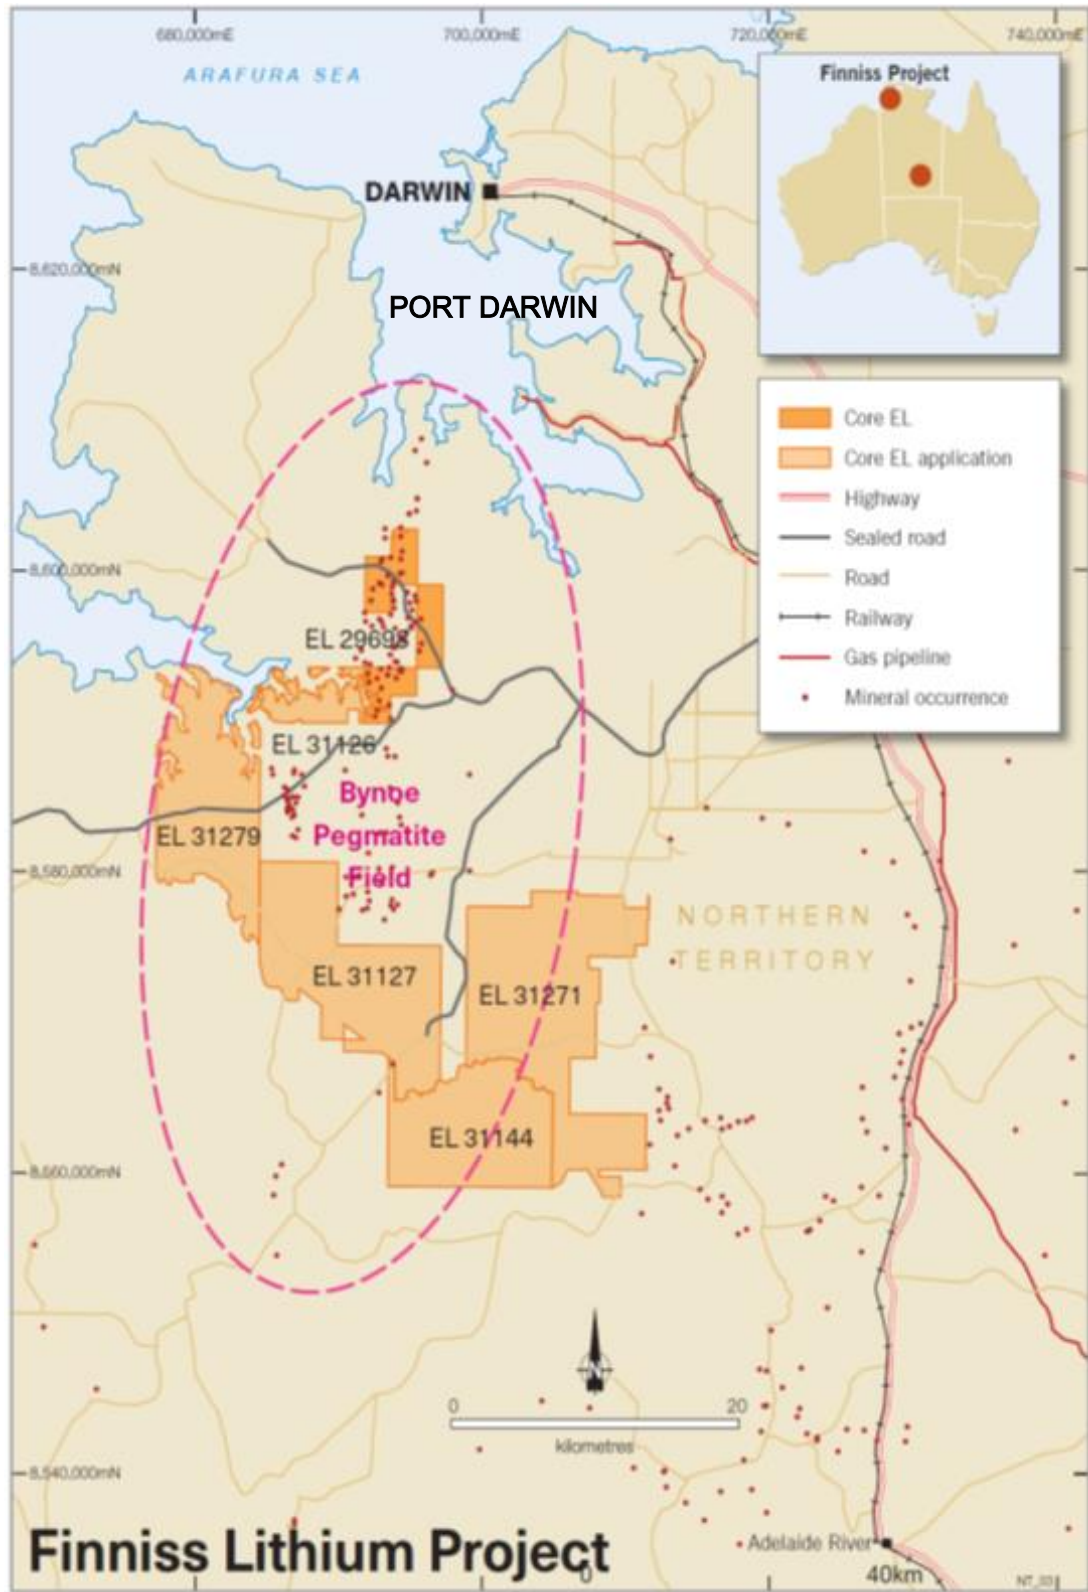 680,000mE
700,000mE
720,000mE
740,000mE
ARAFURA SEA
Finniss Project
DARWIN
8,620,000mN
PORT DARWIN
Core EL
Core EL application
Highway
Sealed road
Road
Railway
Gas pipeline
Mineral occurrence
8,600,000mN
EL 29698
EL 31126
Bynoe
Pegmatite
Field
EL 31279
8,580,000mN
NORTHERN
TERRITORY
EL 31127
EL 31271
EL 31144
8,560,000mN
N
0
20
kilometres
8,540,000mN
Finniss Lithium Project
Adelaide River
0
40km